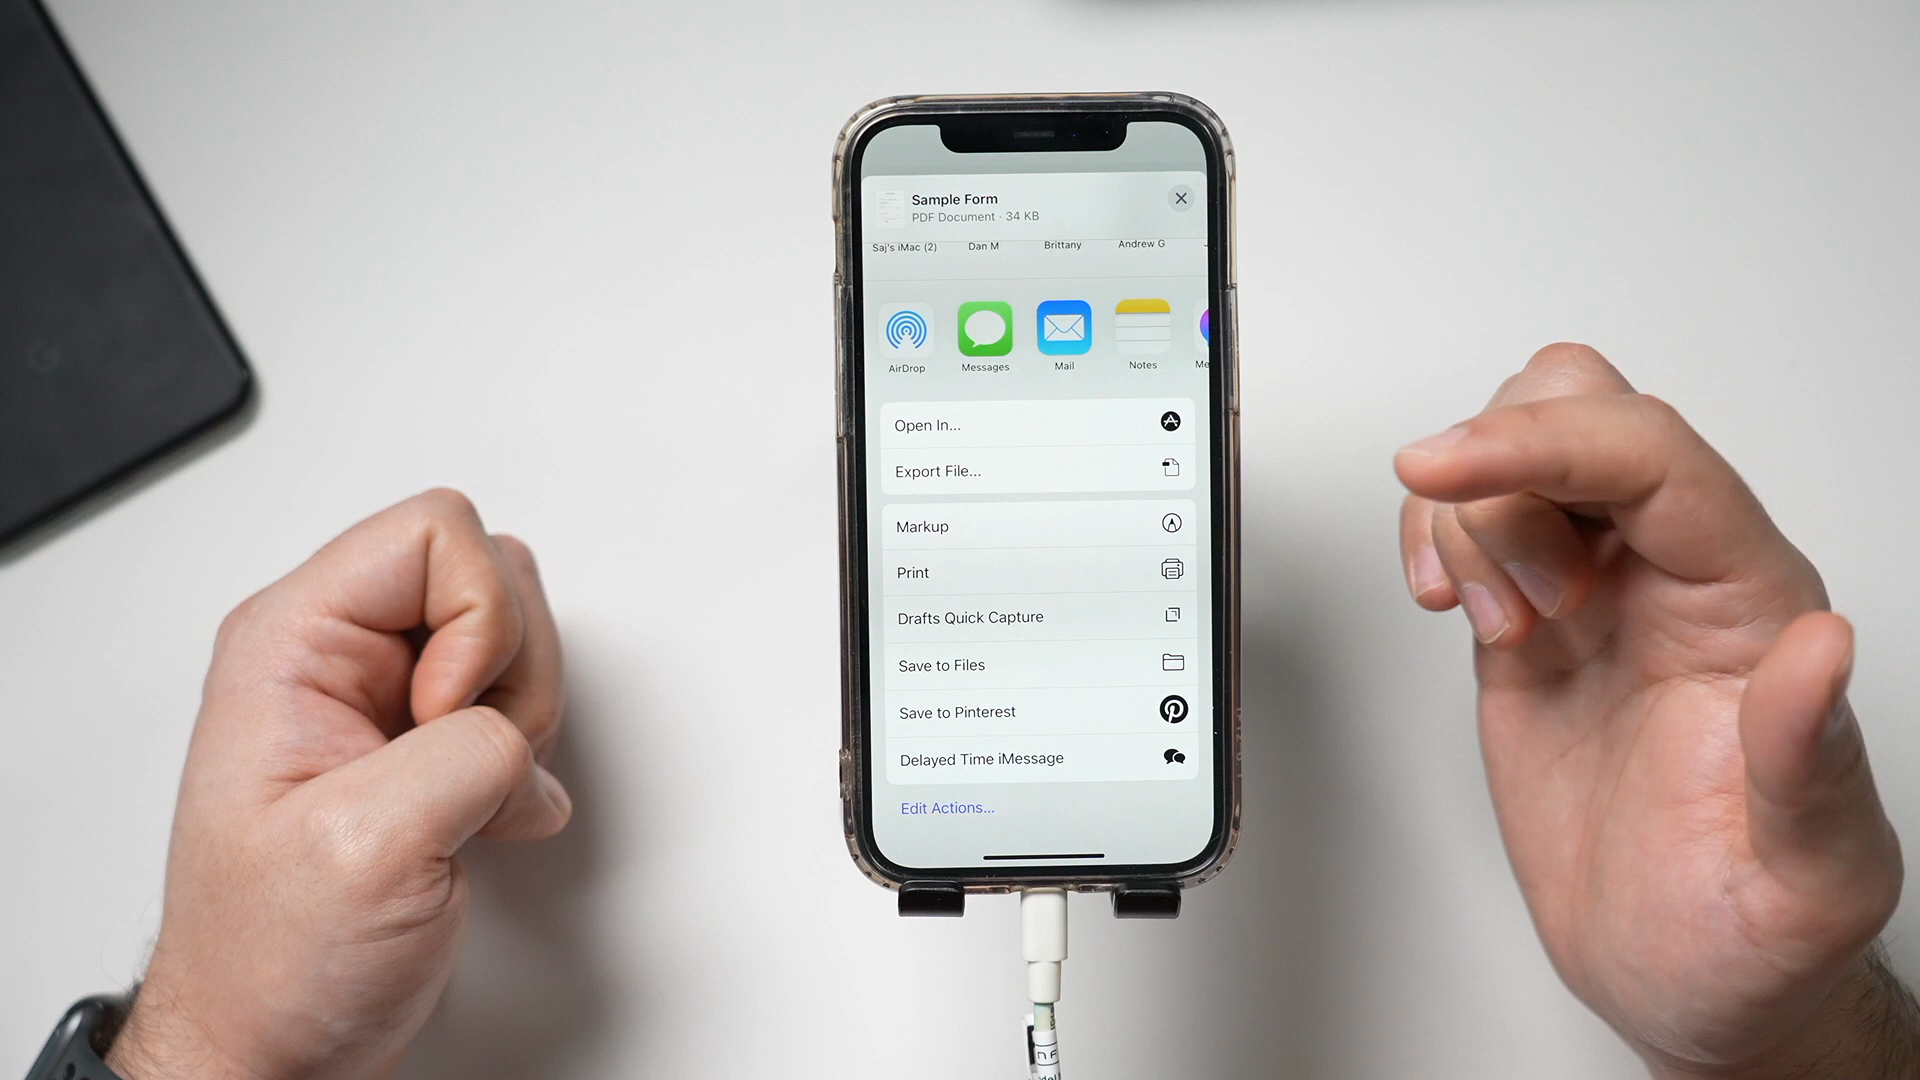 Sample Form
PDF Document · 34 KB
Saj's iMac (2) Dan M Brittany Andrew G
AirDrop Messages Mail Notes Me
Open In...
Export File...
Markup
Print
Drafts Quick Capture
Save to Files
Save to Pinterest
Delayed Time iMessage
Edit Actions...